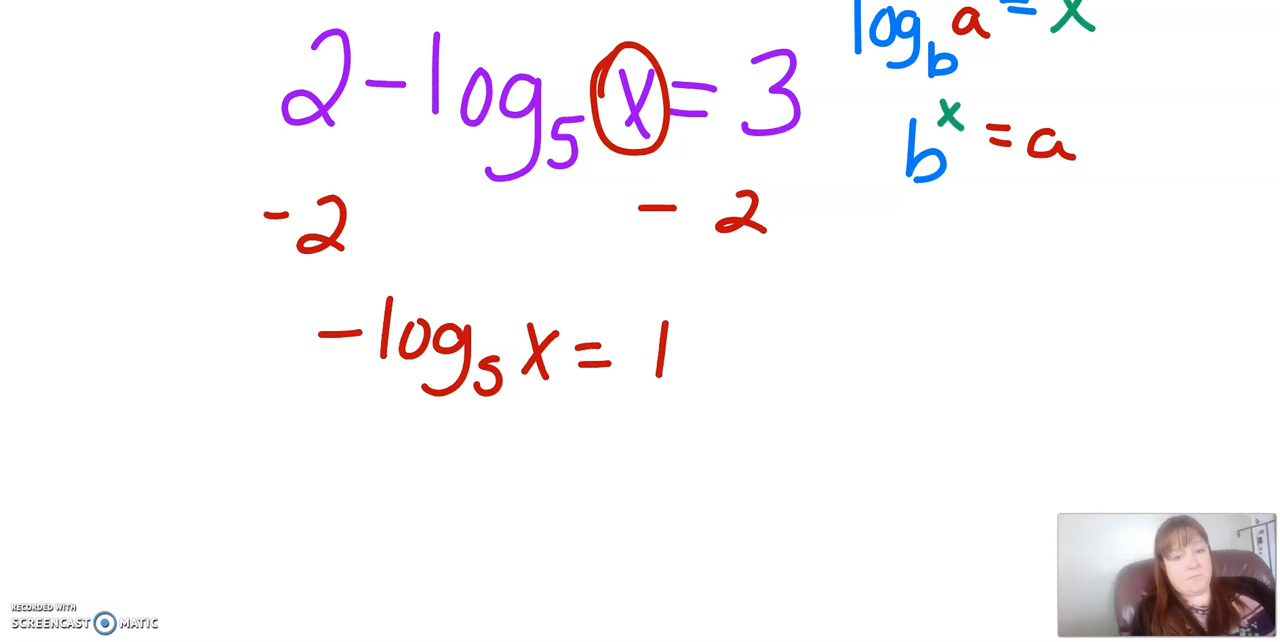 log_b a = x
2 - log_5 x = 3
b^x = a
-2 - 2
-log_5 x = 1
RECORDED WITH
SCREENCAST MATIC